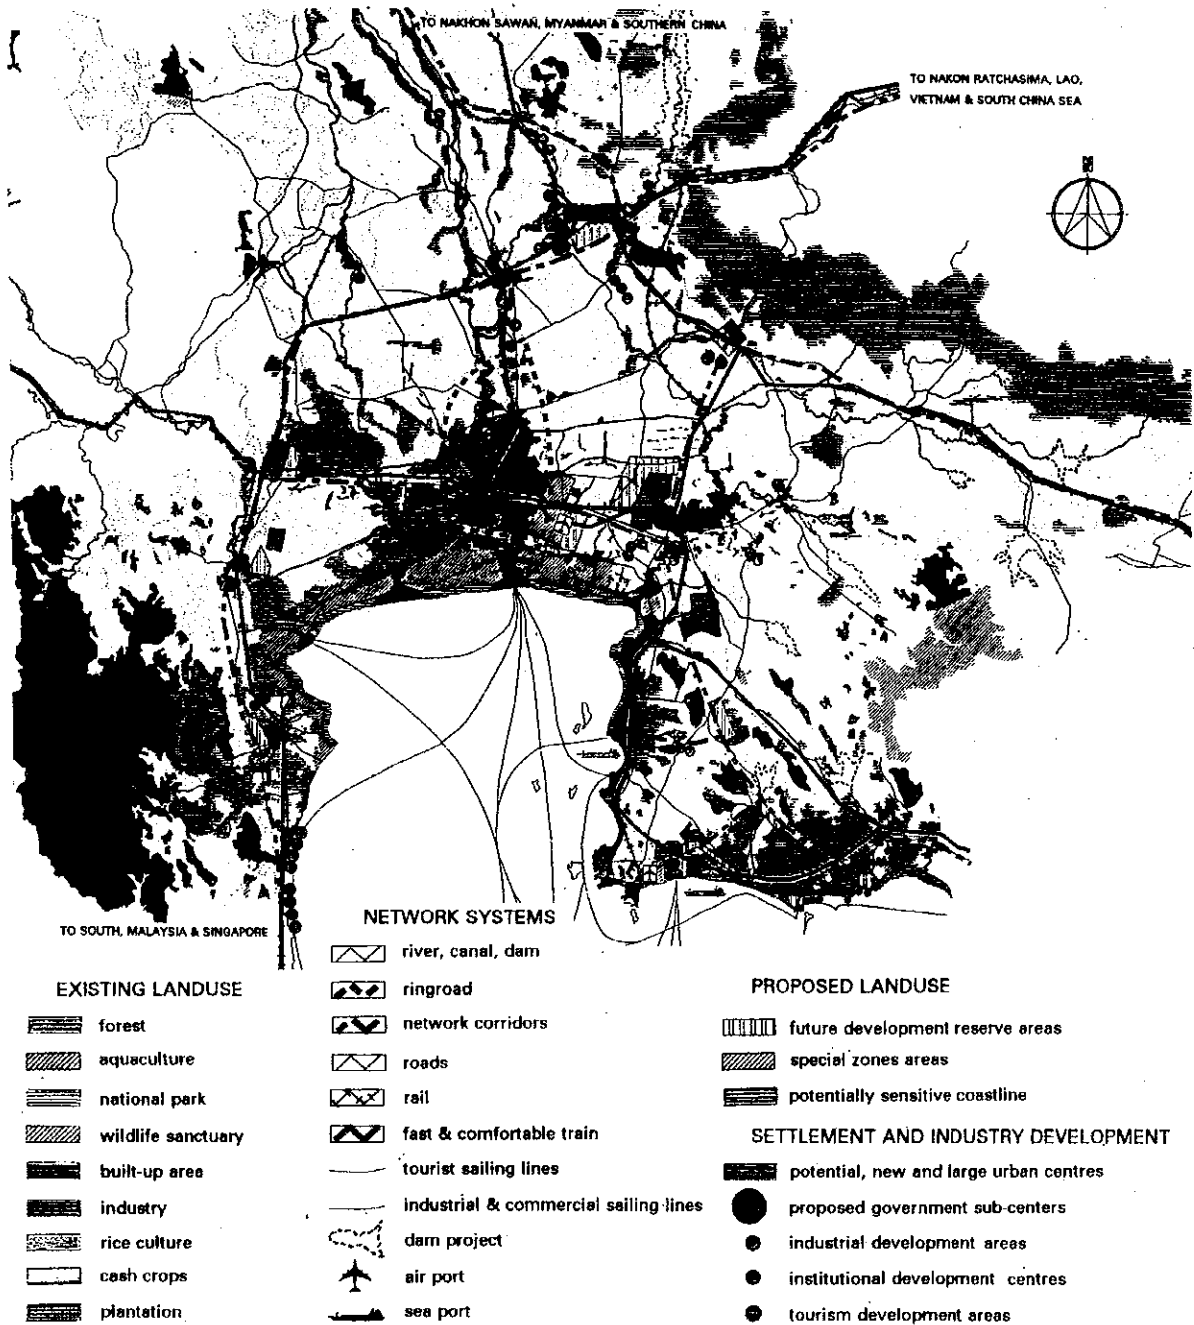 TO NAKHON SAWAN, MYANMAR & SOUTHERN CHINA
TO NAKON RATCHASIMA, LAO,
VIETNAM & SOUTH CHINA SEA
N
TO SOUTH, MALAYSIA & SINGAPORE
EXISTING LANDUSE
forest
aquaculture
national park
wildlife sanctuary
built-up area
industry
rice culture
cash crops
plantation
NETWORK SYSTEMS
river, canal, dam
ringroad
network corridors
roads
rail
fast & comfortable train
tourist sailing lines
industrial & commercial sailing lines
dam project
air port
sea port
PROPOSED LANDUSE
future development reserve areas
special zones areas
potentially sensitive coastline
SETTLEMENT AND INDUSTRY DEVELOPMENT
potential, new and large urban centres
proposed government sub-centers
industrial development areas
institutional development centres
tourism development areas